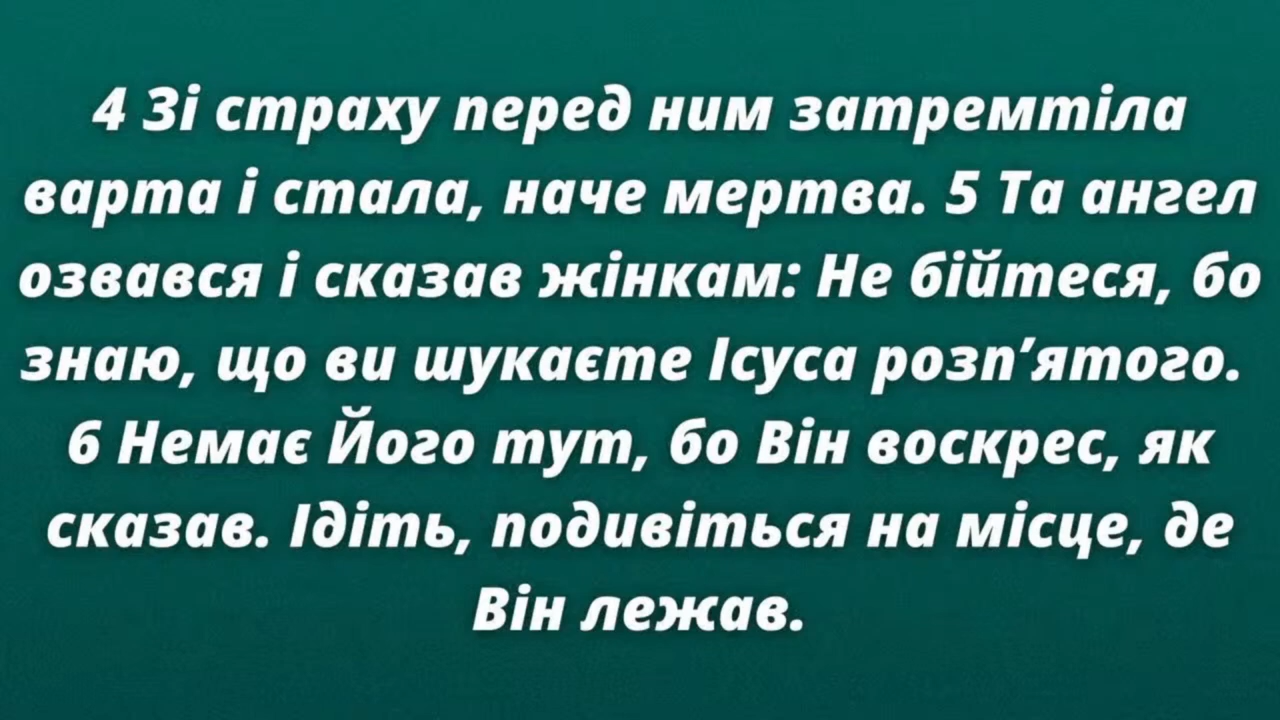 4 Зі страху перед ним затремтіла
варта і стала, наче мертва. 5 Та ангел
озвався і сказав жінкам: Не бійтеся, бо
знаю, що ви шукаєте Ісуса розп’ятого.
6 Немає Його тут, бо Він воскрес, як
сказав. Ідіть, подивіться на місце, де
Він лежав.